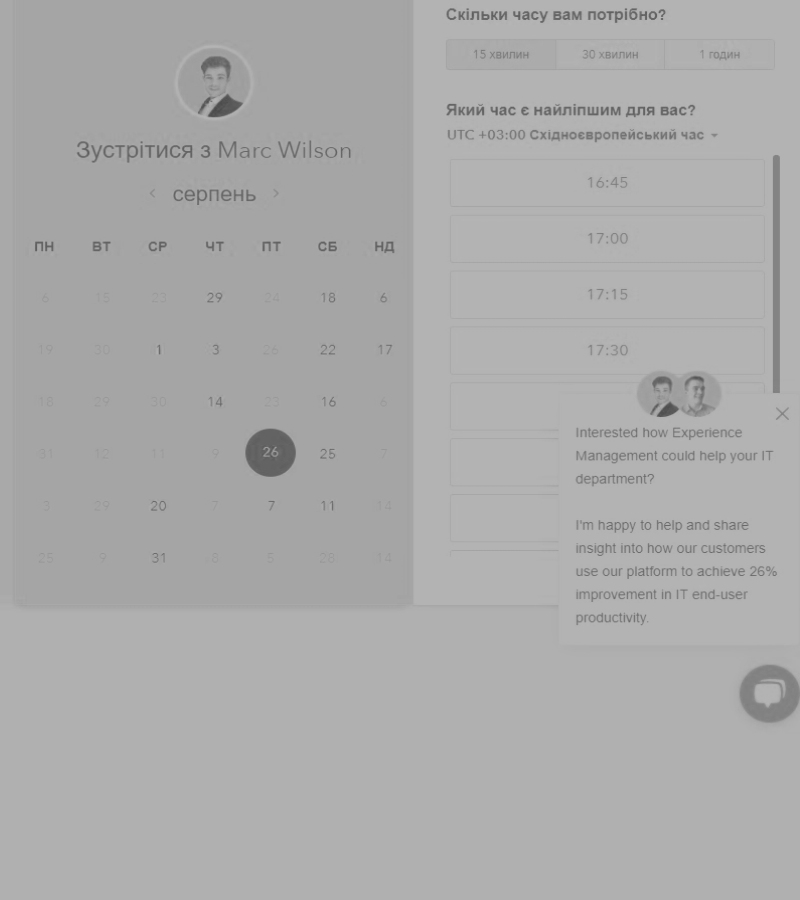 Скільки часу вам потрібно?
15 хвилин 30 хвилин 1 годин
Який час є найліпшим для вас?
UTC +03:00 Східноєвропейський час
16:45
17:00
17:15
17:30
Зустрітися з Marc Wilson
серпень
ПН ВТ СР ЧТ ПТ СБ НД
6 15 23 29 24 18 6
19 30 1 3 26 22 17
18 29 30 14 23 16 6
31 12 11 9 26 25 7
3 29 20 7 7 11 14
25 9 31 8 5 28 14
Interested how Experience
Management could help your IT
department?
I'm happy to help and share
insight into how our customers
use our platform to achieve 26%
improvement in IT end-user
productivity.